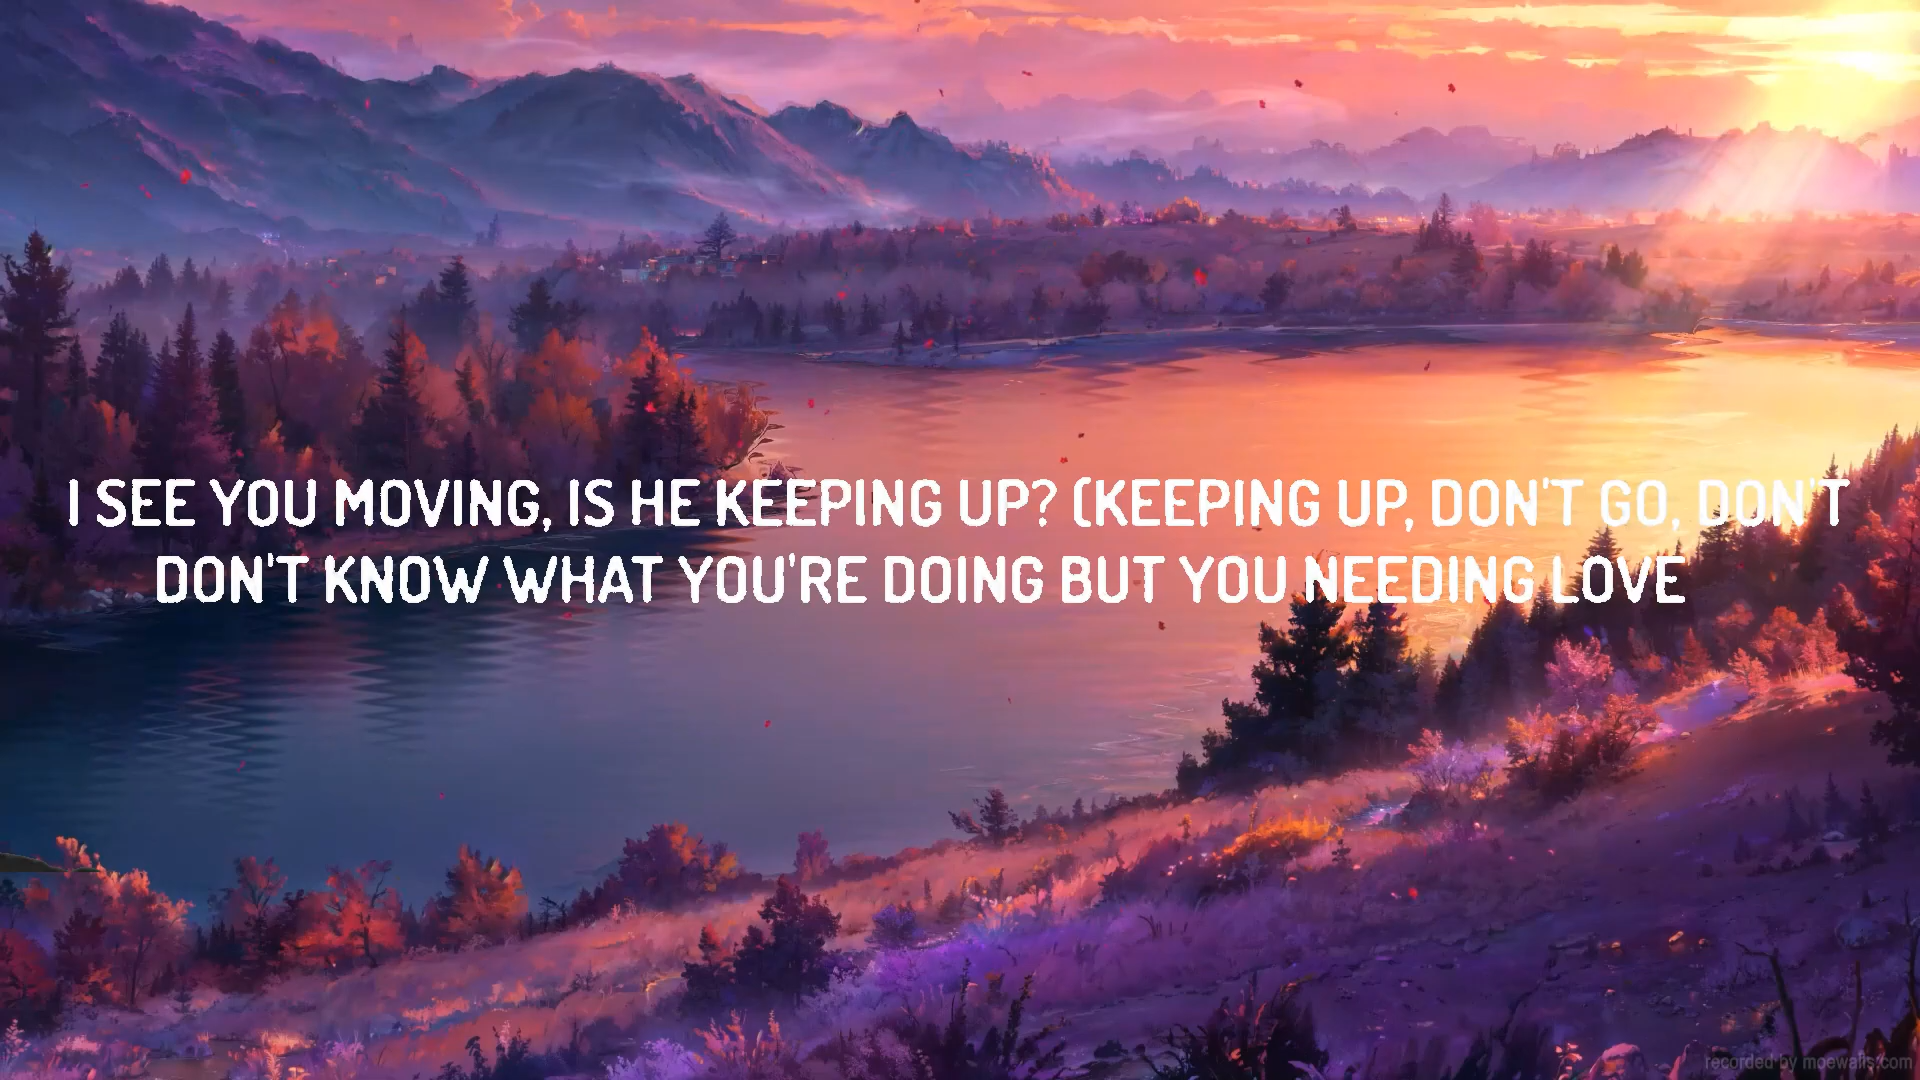 I SEE YOU MOVING, IS HE KEEPING UP? (KEEPING UP, DON'T GO, DON'T
DON'T KNOW WHAT YOU'RE DOING BUT YOU NEEDING LOVE
recorded by moewalls.com